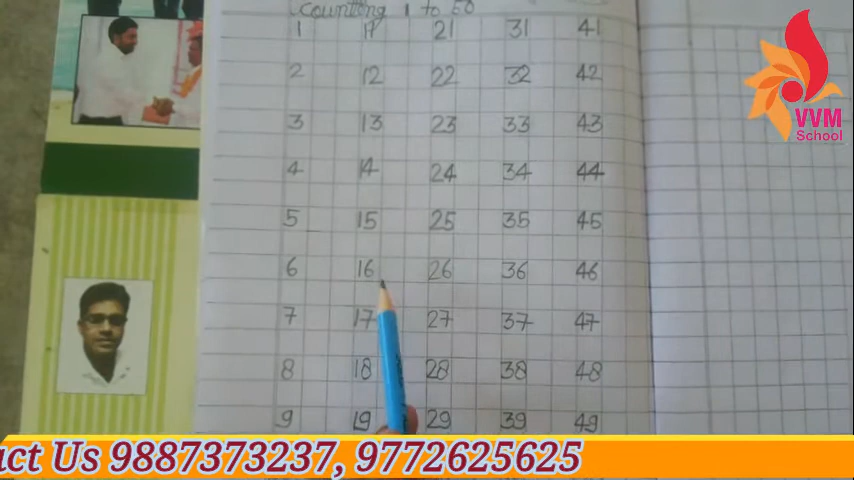 Counting 1 to 50
1 11 21 31 41
2 12 22 32 42
3 13 23 33 43
4 14 24 34 44
5 15 25 35 45
6 16 26 36 46
7 17 27 37 47
8 18 28 38 48
9 19 29 39 49
VVM
School
act Us 9887373237, 9772625625